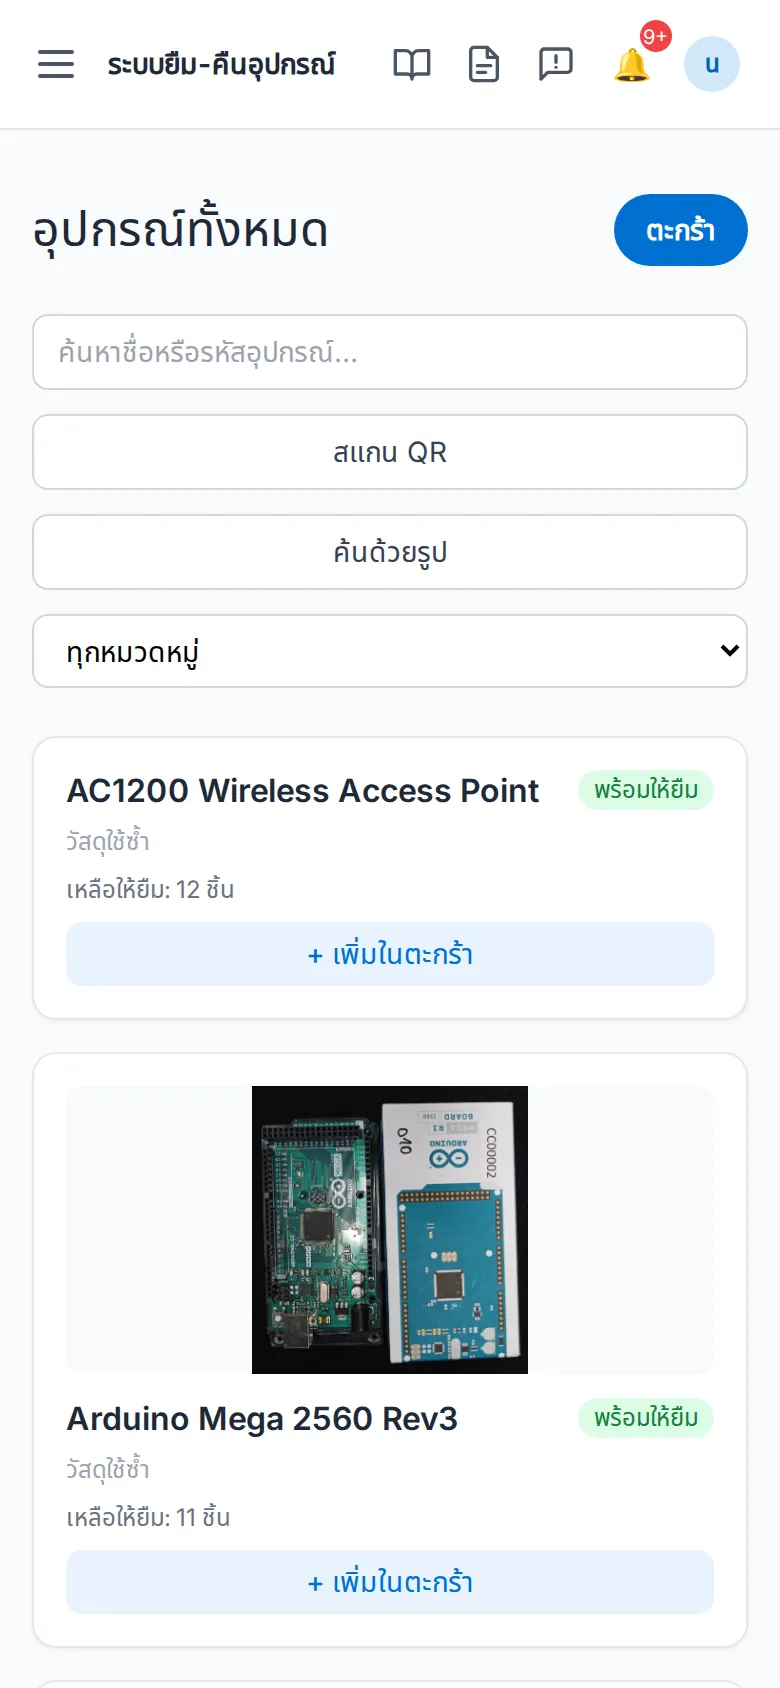 ระบบยืม-คืนอุปกรณ์
9+
น
อุปกรณ์ทั้งหมด
ตะกร้า
ค้นหาชื่อหรือรหัสอุปกรณ์...
สแกน QR
ค้นด้วยรูป
ทุกหมวดหมู่
AC1200 Wireless Access Point
พร้อมให้ยืม
วัสดุใช้ซ้ำ
เหลือให้ยืม: 12 ชิ้น
+ เพิ่มในตะกร้า
BOARD
2560
R3
MEGA
ARDUINO
010
CC00002
Arduino Mega 2560 Rev3
พร้อมให้ยืม
วัสดุใช้ซ้ำ
เหลือให้ยืม: 11 ชิ้น
+ เพิ่มในตะกร้า